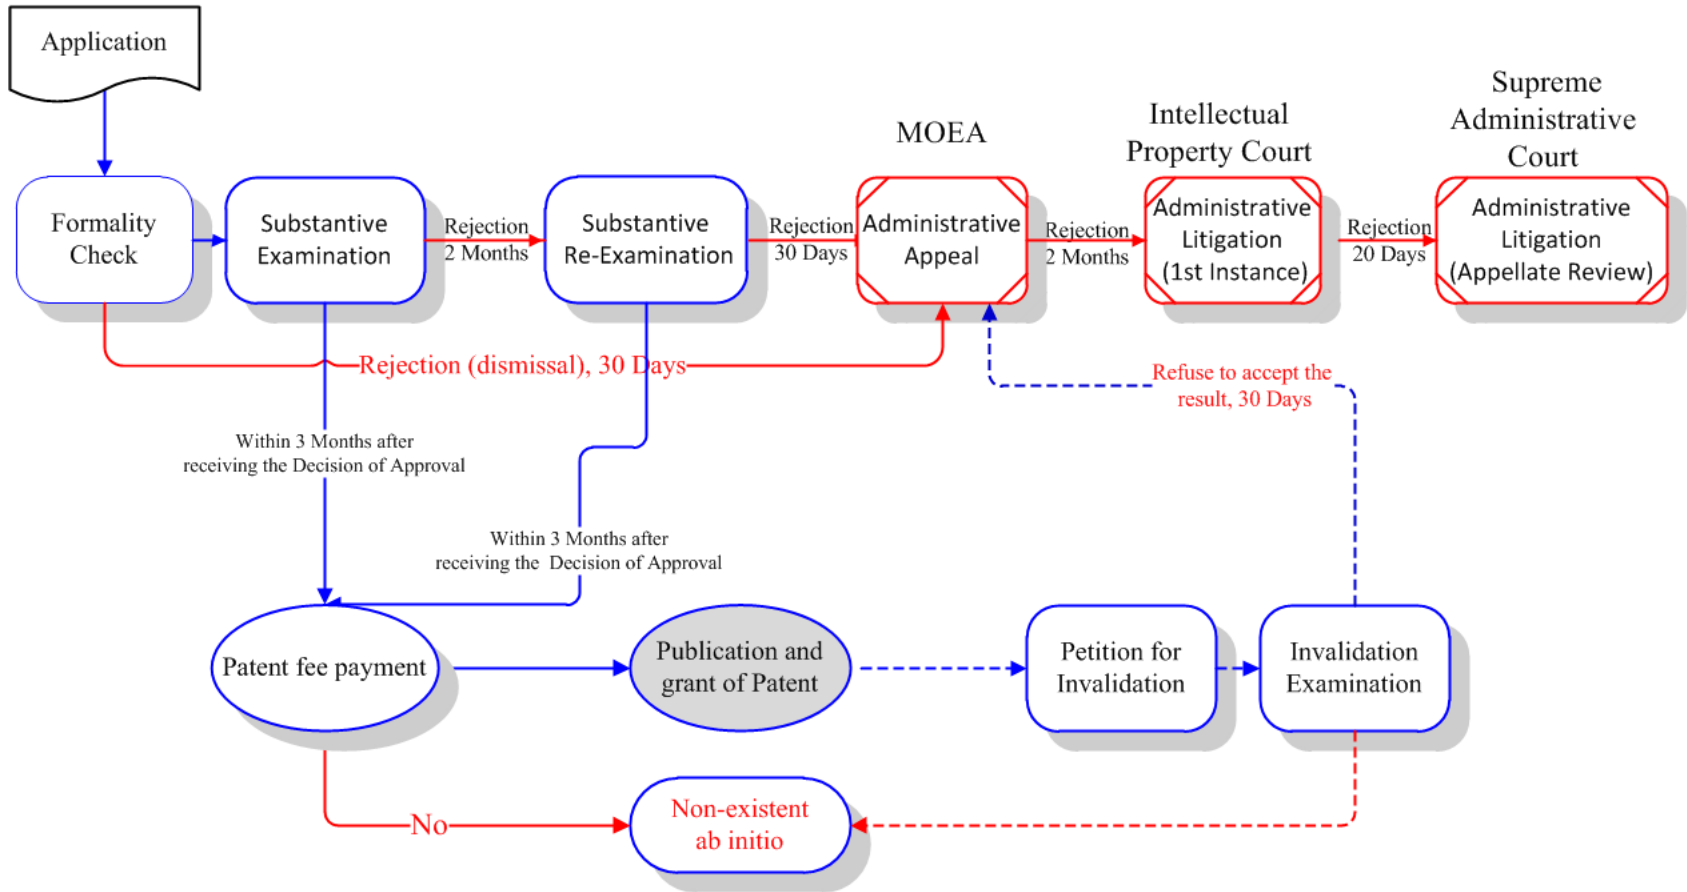 Application
MOEA
Intellectual
Property Court
Supreme
Administrative
Court
Formality
Check
Substantive
Examination
Rejection
2 Months
Substantive
Re-Examination
Rejection
30 Days
Administrative
Appeal
Rejection
2 Months
Administrative
Litigation
(1st Instance)
Rejection
20 Days
Administrative
Litigation
(Appellate Review)
Rejection (dismissal), 30 Days
Refuse to accept the
result, 30 Days
Within 3 Months after
receiving the Decision of Approval
Within 3 Months after
receiving the Decision of Approval
Patent fee payment
Publication and
grant of Patent
Petition for
Invalidation
Invalidation
Examination
No
Non-existent
ab initio